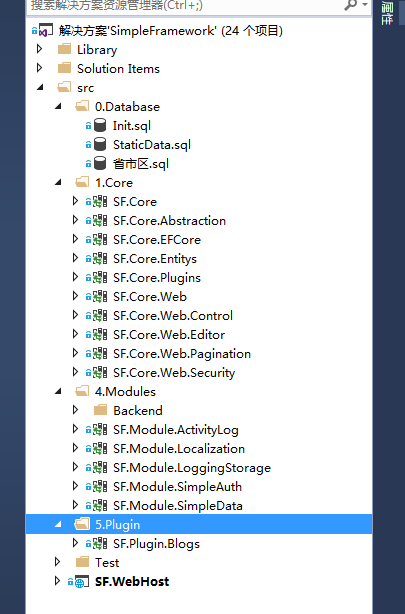 搜索解决方案资源管理器(Ctrl+;)
属性
解决方案'SimpleFramework' (24 个项目)
Library
Solution Items
src
0.Database
Init.sql
StaticData.sql
省市区.sql
1.Core
SF.Core
SF.Core.Abstraction
SF.Core.EFCore
SF.Core.Entitys
SF.Core.Plugins
SF.Core.Web
SF.Core.Web.Control
SF.Core.Web.Editor
SF.Core.Web.Pagination
SF.Core.Web.Security
4.Modules
Backend
SF.Module.ActivityLog
SF.Module.Localization
SF.Module.LoggingStorage
SF.Module.SimpleAuth
SF.Module.SimpleData
5.Plugin
SF.Plugin.Blogs
Test
SF.WebHost